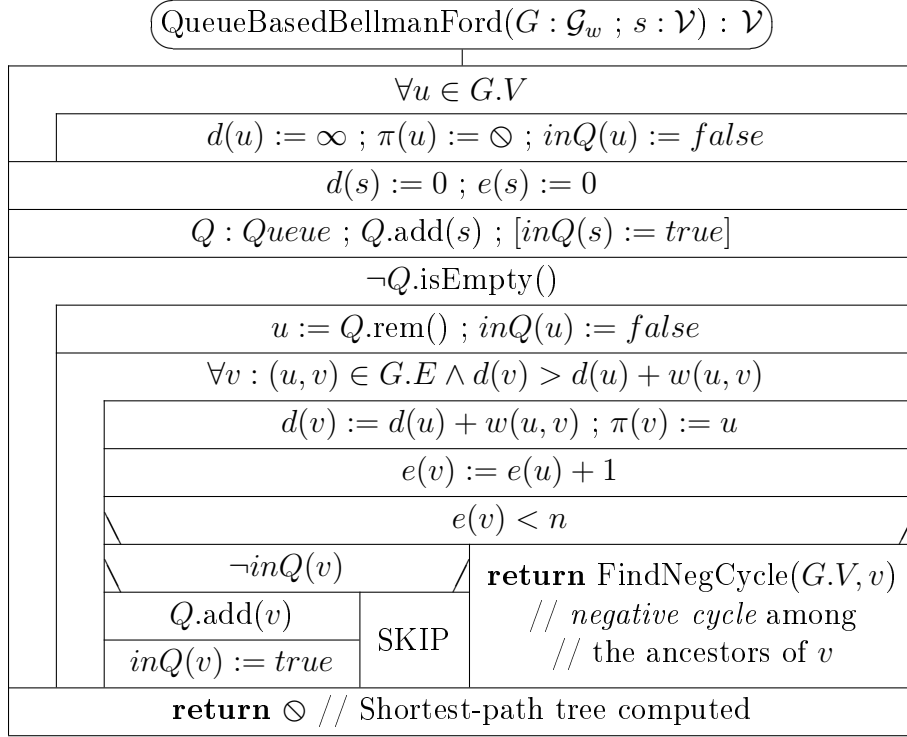 QueueBasedBellmanFord(G : 𝒢_w ; s : 𝒱) : 𝒱
∀u ∈ G.V
d(u) := ∞ ; π(u) := ⦸ ; inQ(u) := false
d(s) := 0 ; e(s) := 0
Q : Queue ; Q.add(s) ; [inQ(s) := true]
¬Q.isEmpty()
u := Q.rem() ; inQ(u) := false
∀v : (u, v) ∈ G.E ∧ d(v) > d(u) + w(u, v)
d(v) := d(u) + w(u, v) ; π(v) := u
e(v) := e(u) + 1
e(v) < n
¬inQ(v)
Q.add(v)
inQ(v) := true
SKIP
return FindNegCycle(G.V, v)
// negative cycle among
// the ancestors of v
return ⦸ // Shortest-path tree computed